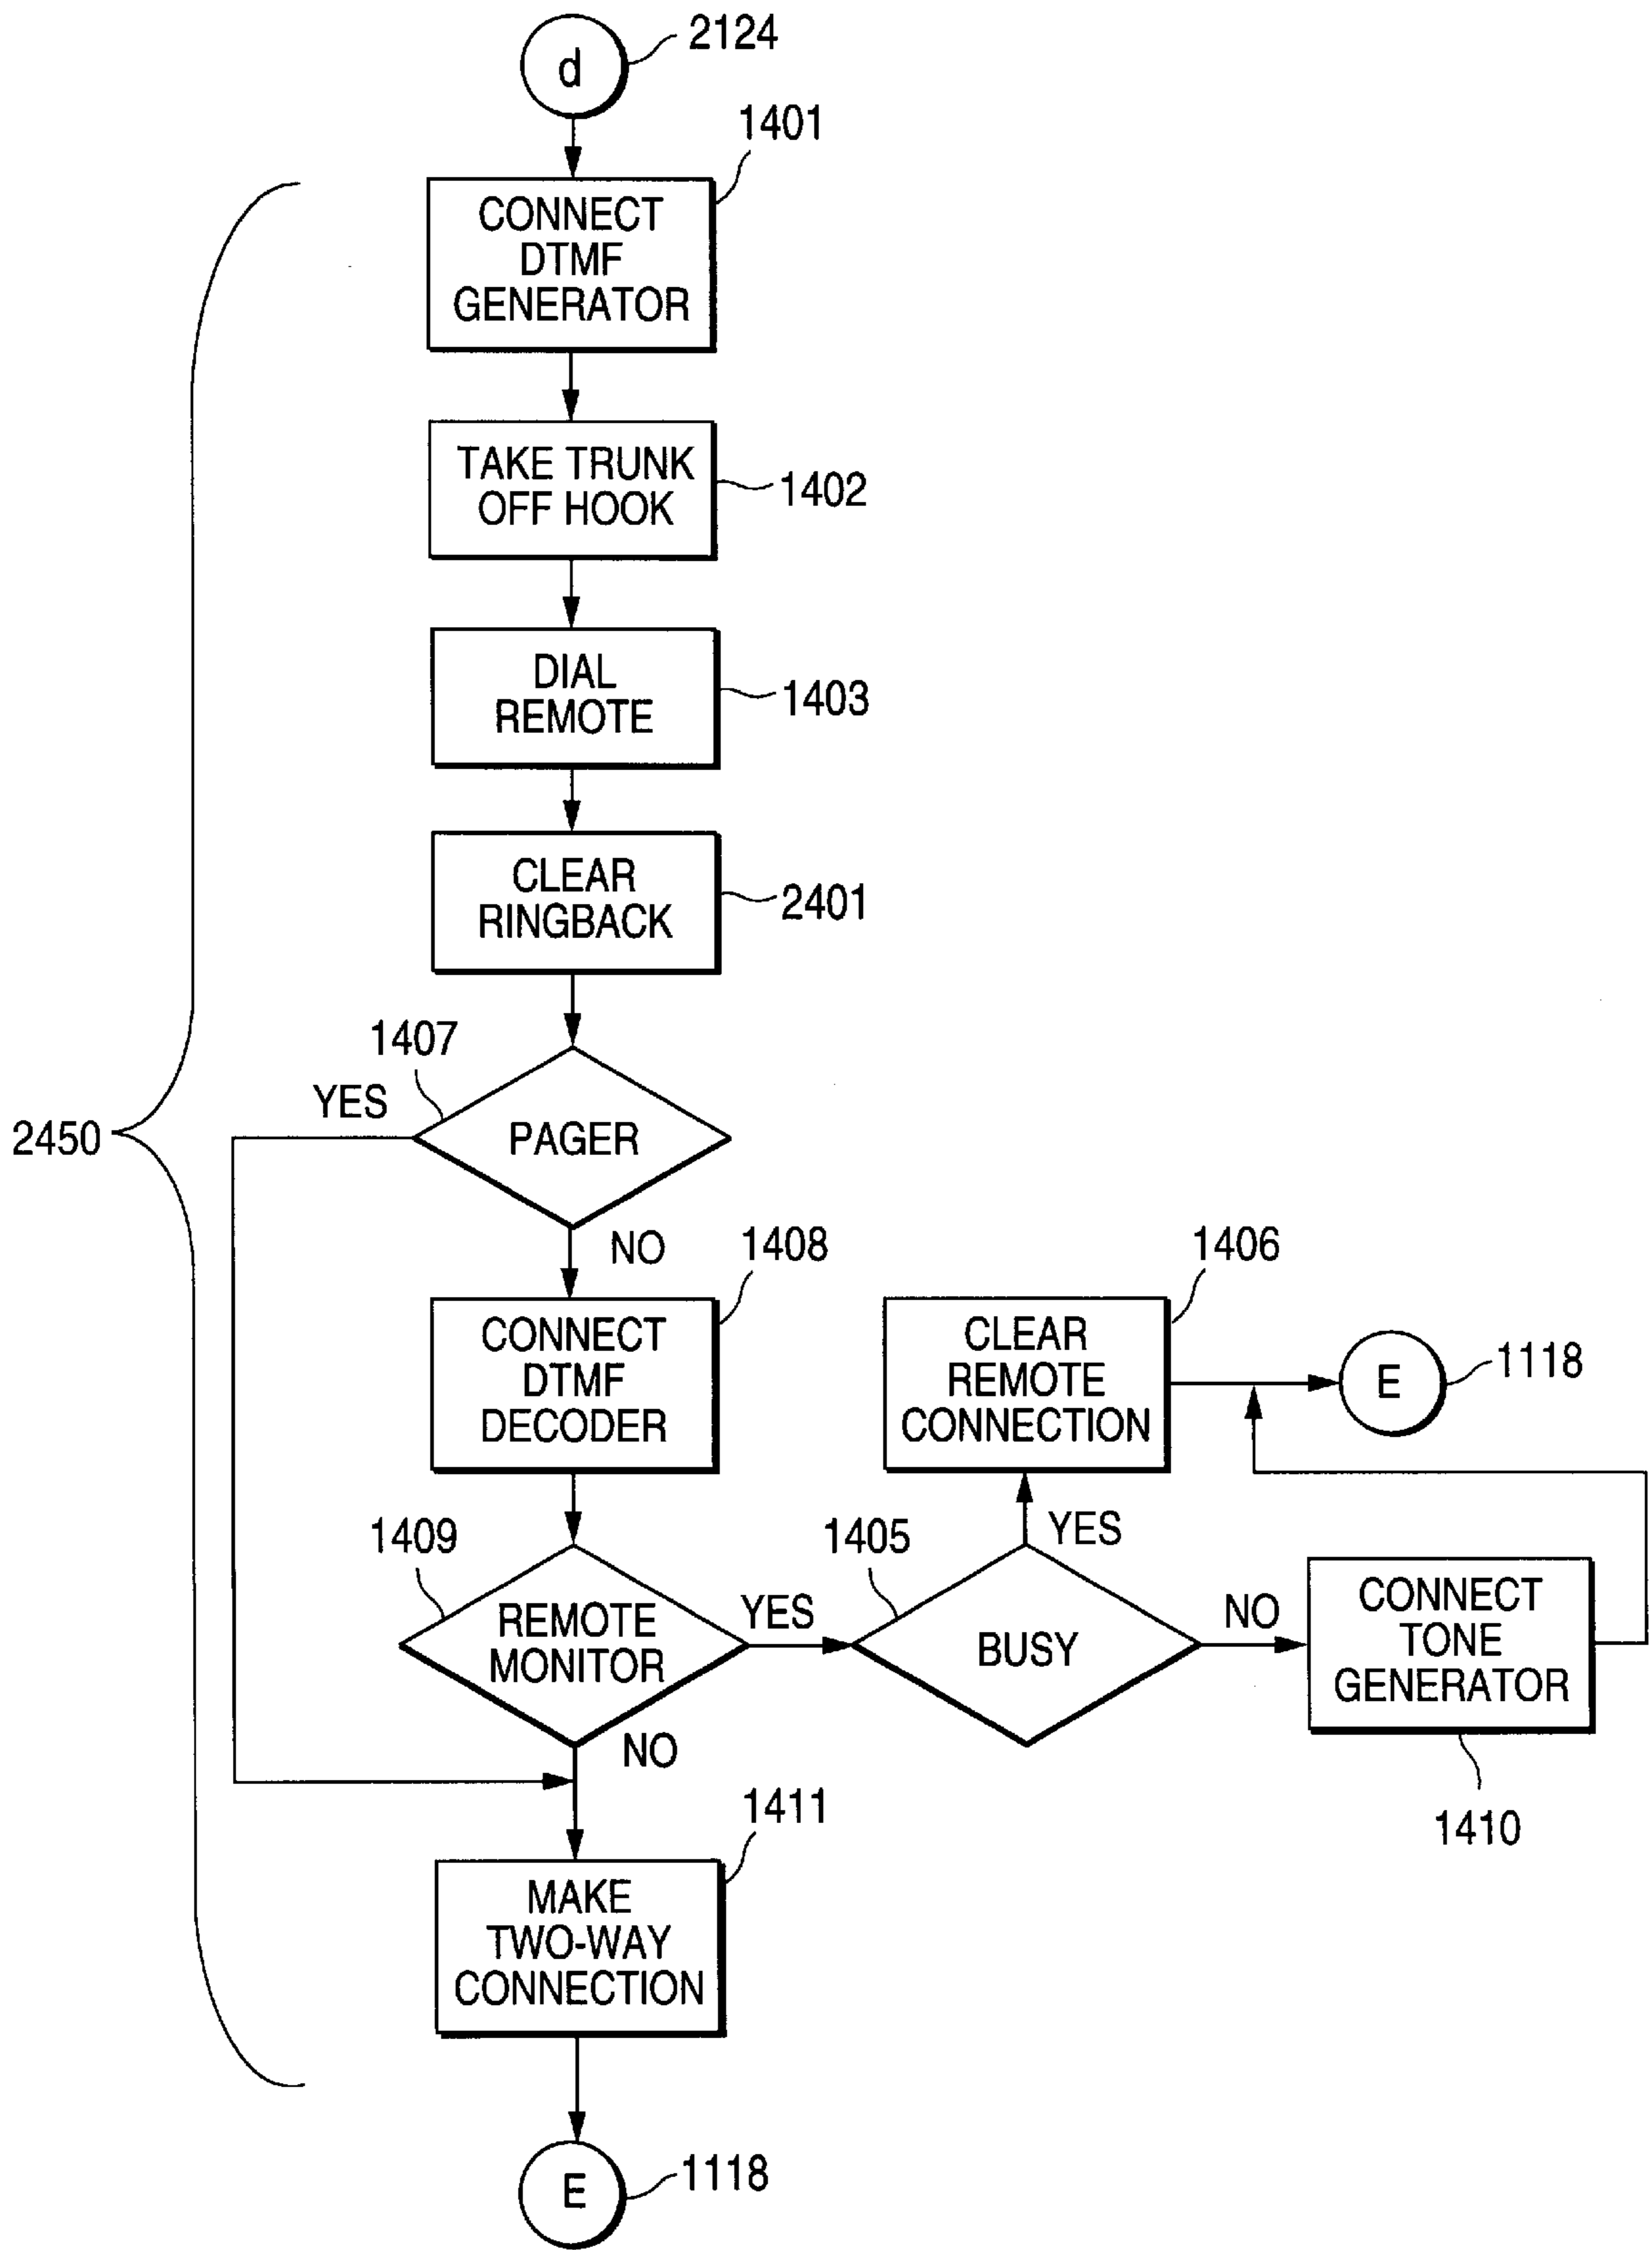 d
2124
1401
CONNECT
DTMF
GENERATOR
TAKE TRUNK
OFF HOOK
1402
DIAL
REMOTE
1403
CLEAR
RINGBACK
2401
1407
YES
PAGER
2450
NO
1408
CONNECT
DTMF
DECODER
1406
CLEAR
REMOTE
CONNECTION
E
1118
1409
REMOTE
MONITOR
YES
1405
YES
BUSY
NO
CONNECT
TONE
GENERATOR
1410
NO
1411
MAKE
TWO-WAY
CONNECTION
E
1118